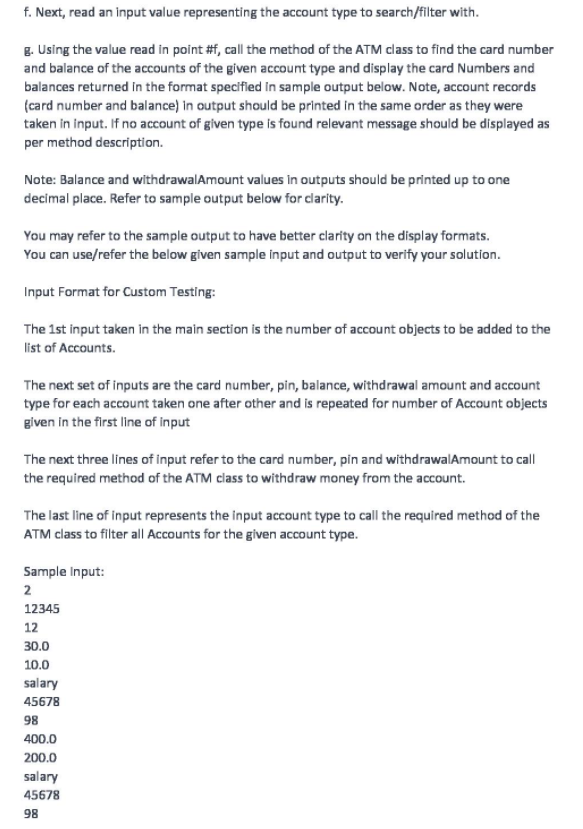 f. Next, read an input value representing the account type to search/filter with.
g. Using the value read in point #f, call the method of the ATM class to find the card number
and balance of the accounts of the given account type and display the card Numbers and
balances returned in the format specified in sample output below. Note, account records
(card number and balance) in output should be printed in the same order as they were
taken in input. If no account of given type is found relevant message should be displayed as
per method description.
Note: Balance and withdrawalAmount values in outputs should be printed up to one
decimal place. Refer to sample output below for clarity.
You may refer to the sample output to have better clarity on the display formats.
You can use/refer the below given sample input and output to verify your solution.
Input Format for Custom Testing:
The 1st input taken in the main section is the number of account objects to be added to the
list of Accounts.
The next set of inputs are the card number, pin, balance, withdrawal amount and account
type for each account taken one after other and is repeated for number of Account objects
given in the first line of input
The next three lines of input refer to the card number, pin and withdrawalAmount to call
the required method of the ATM class to withdraw money from the account.
The last line of input represents the input account type to call the required method of the
ATM class to filter all Accounts for the given account type.
Sample Input:
2
12345
12
30.0
10.0
salary
45678
98
400.0
200.0
salary
45678
98